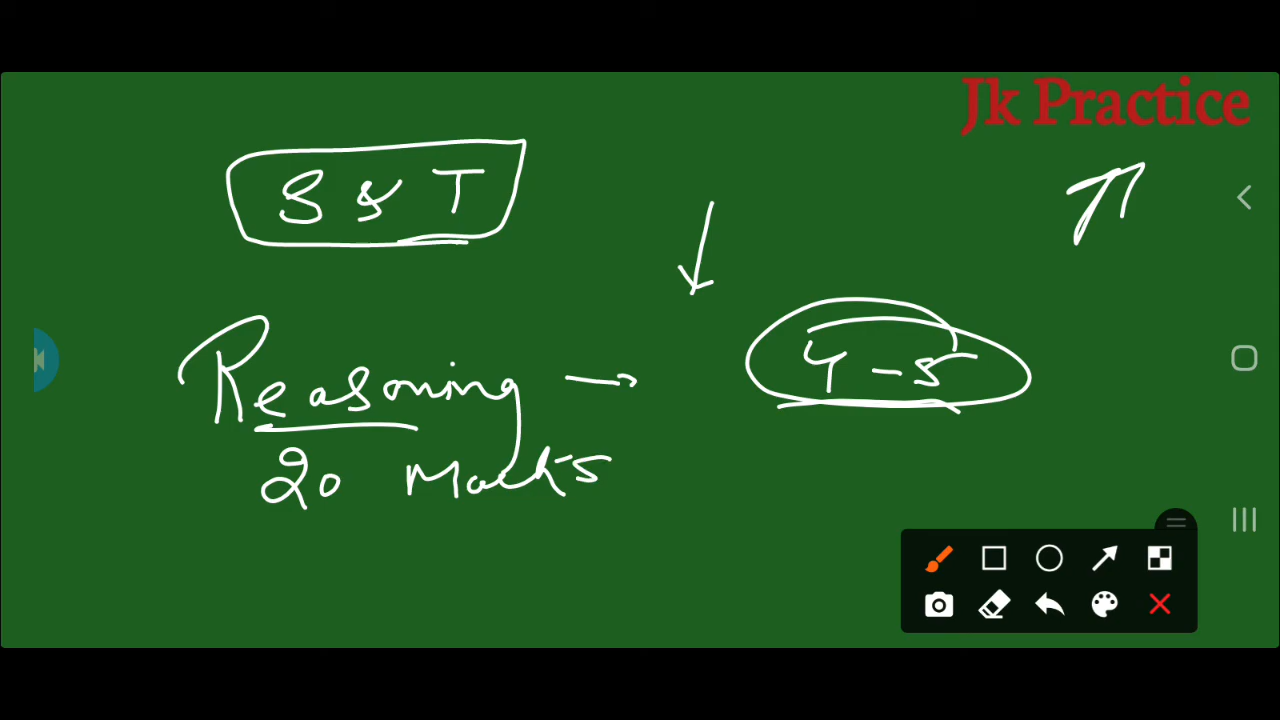 Jk Practice
S & T
Reasoning → 4-5
20 Marks